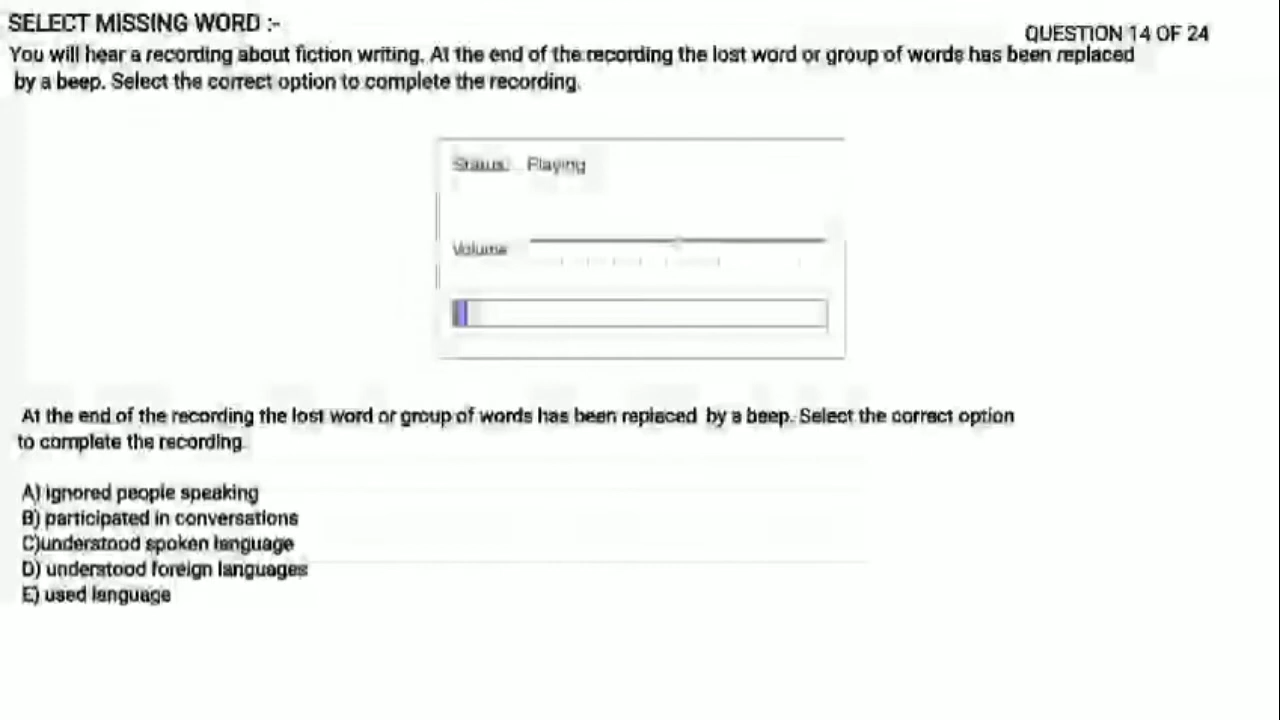 SELECT MISSING WORD :-
QUESTION 14 OF 24
You will hear a recording about fiction writing. At the end of the recording the lost word or group of words has been replaced
by a beep. Select the correct option to complete the recording.
Status: Playing
Volume
At the end of the recording the lost word or group of words has been replaced by a beep. Select the correct option
to complete the recording.
A) ignored people speaking
B) participated in conversations
C)understood spoken language
D) understood foreign languages
E) used language